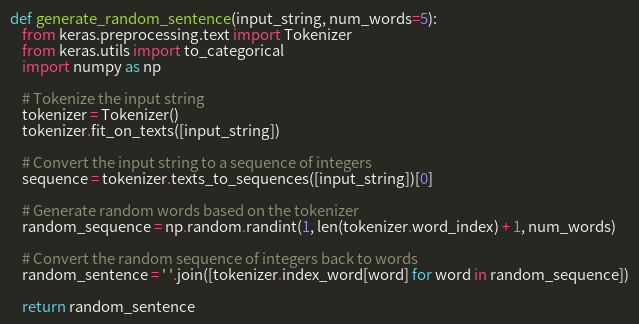 def generate_random_sentence(input_string, num_words=5):
from keras.preprocessing.text import Tokenizer
from keras.utils import to_categorical
import numpy as np
# Tokenize the input string
tokenizer = Tokenizer()
tokenizer.fit_on_texts([input_string])
# Convert the input string to a sequence of integers
sequence = tokenizer.texts_to_sequences([input_string])[0]
# Generate random words based on the tokenizer
random_sequence = np.random.randint(1, len(tokenizer.word_index) + 1, num_words)
# Convert the random sequence of integers back to words
random_sentence = ' '.join([tokenizer.index_word[word] for word in random_sequence])
return random_sentence